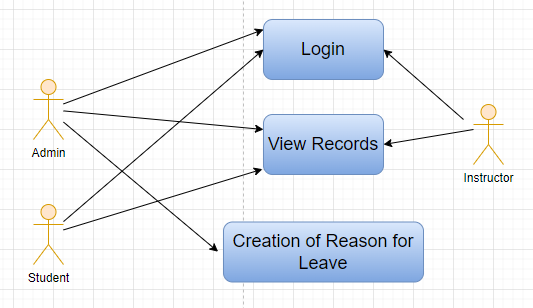 Login
Admin
View Records
Instructor
Student
Creation of Reason for
Leave